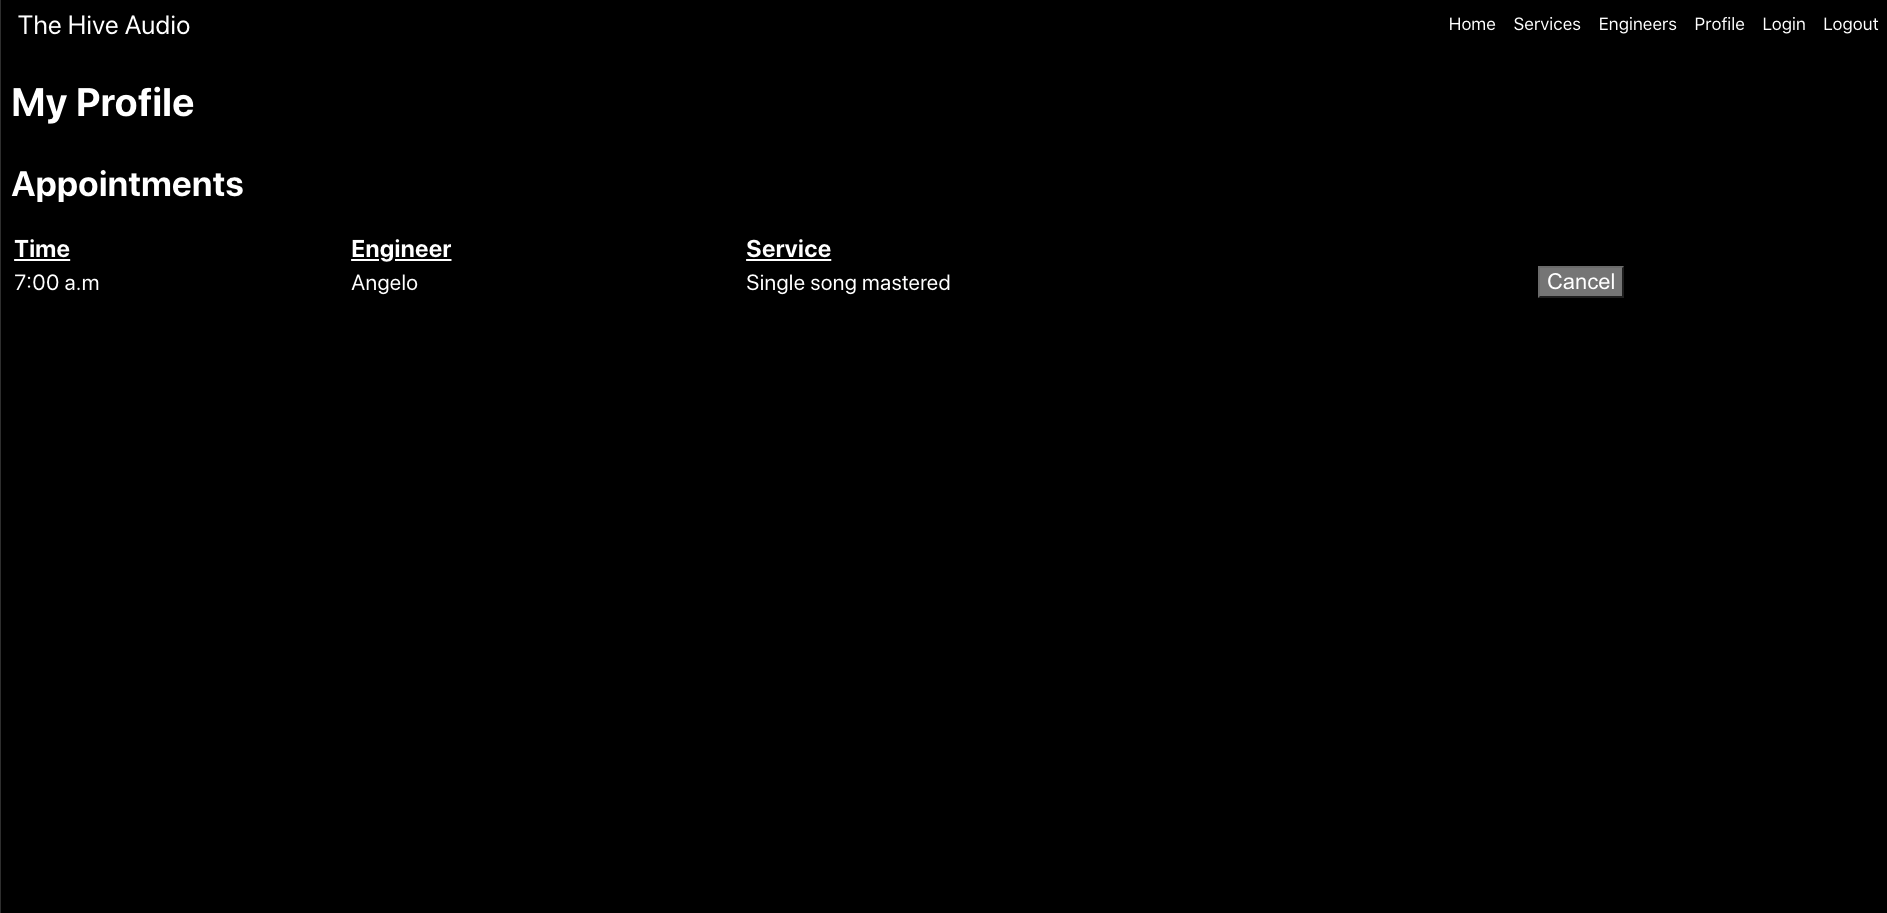 The Hive Audio Home Services Engineers Profile Login Logout
My Profile
Appointments
Time Engineer Service
7:00 a.m Angelo Single song mastered Cancel